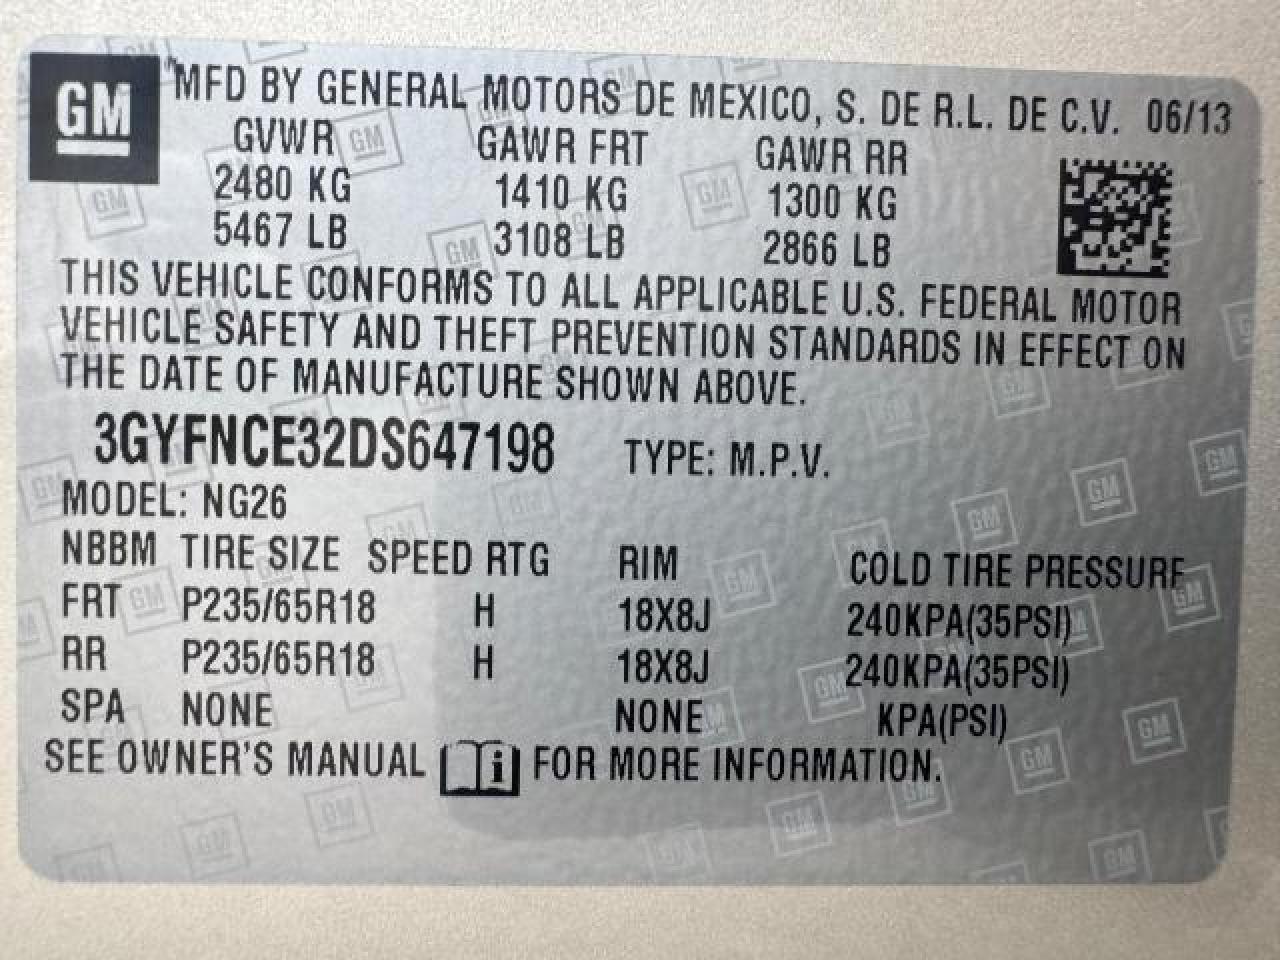 GM
MFD BY GENERAL MOTORS DE MEXICO, S. DE R.L. DE C.V. 06/13
GVWR GAWR FRT GAWR RR
2480 KG 1410 KG 1300 KG
5467 LB 3108 LB 2866 LB
THIS VEHICLE CONFORMS TO ALL APPLICABLE U.S. FEDERAL MOTOR
VEHICLE SAFETY AND THEFT PREVENTION STANDARDS IN EFFECT ON
THE DATE OF MANUFACTURE SHOWN ABOVE.
3GYFNCE32DS647198 TYPE: M.P.V.
MODEL: NG26
NBBM TIRE SIZE SPEED RTG RIM COLD TIRE PRESSURE
FRT P235/65R18 H 18X8J 240KPA(35PSI)
RR P235/65R18 H 18X8J 240KPA(35PSI)
SPA NONE NONE KPA(PSI)
SEE OWNER'S MANUAL i FOR MORE INFORMATION.